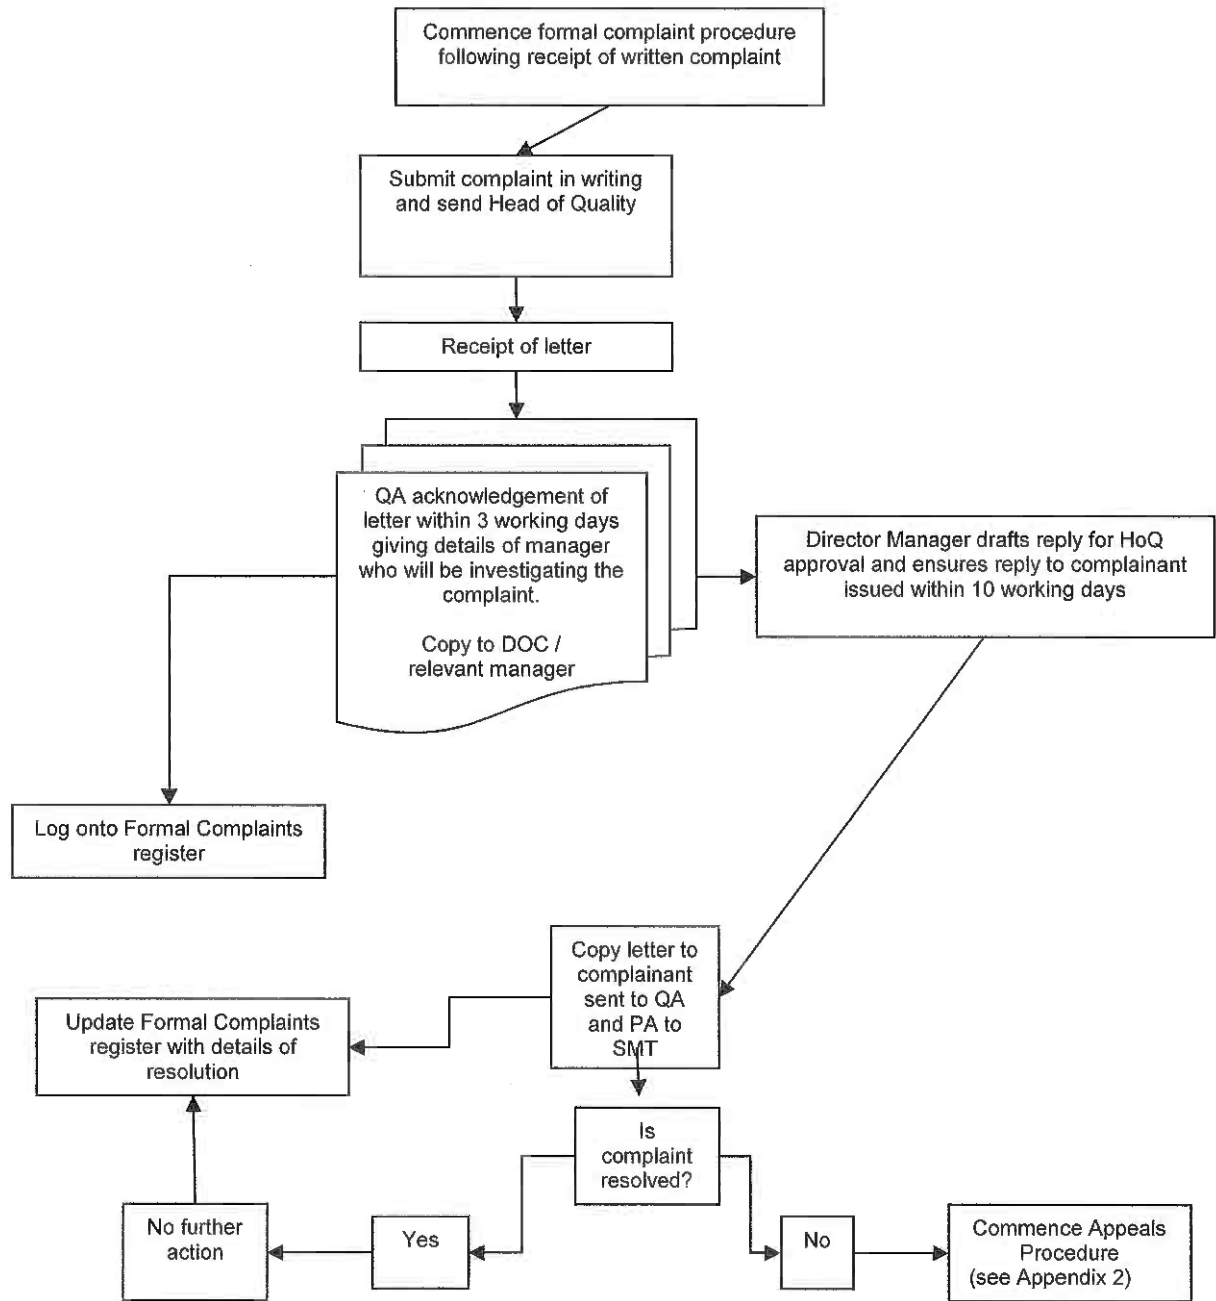 Commence formal complaint procedure
following receipt of written complaint
Submit complaint in writing
and send Head of Quality
Receipt of letter
QA acknowledgement of
letter within 3 working days
giving details of manager
who will be investigating the
complaint.
Copy to DOC /
relevant manager
Director Manager drafts reply for HoQ
approval and ensures reply to complainant
issued within 10 working days
Log onto Formal Complaints
register
Copy letter to
complainant
sent to QA
and PA to
SMT
Update Formal Complaints
register with details of
resolution
Is
complaint
resolved?
No further
action
Yes
No
Commence Appeals
Procedure
(see Appendix 2)